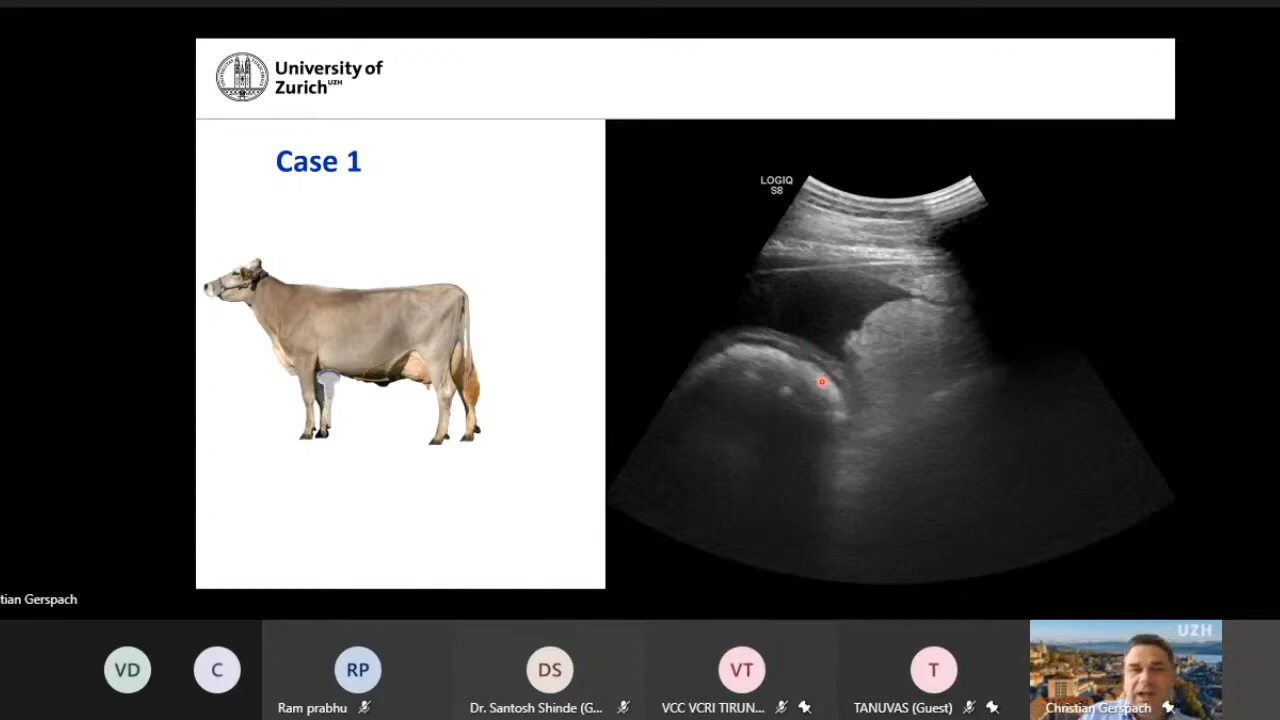 University of
Zurich UZH
Case 1
LOGIQ
S8
tian Gerspach
VD
C
RP
DS
VT
T
UZH
Ram prabhu
Dr. Santosh Shinde (G...
VCC VCRI TIRUN...
TANUVAS (Guest)
Christian Gerspach